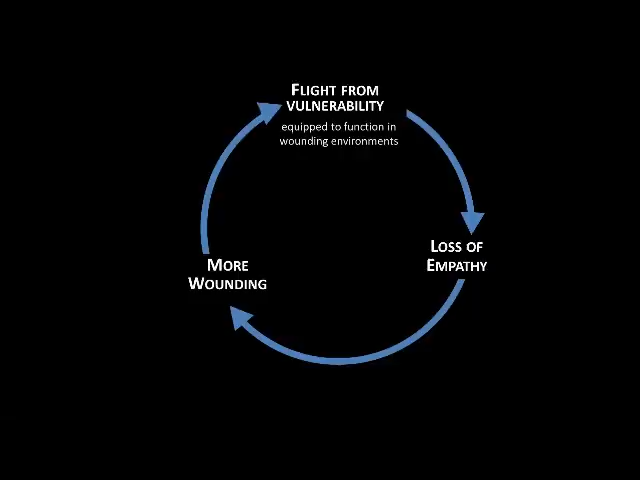 FLIGHT FROM
VULNERABILITY
equipped to function in
wounding environments
LOSS OF
EMPATHY
MORE
WOUNDING